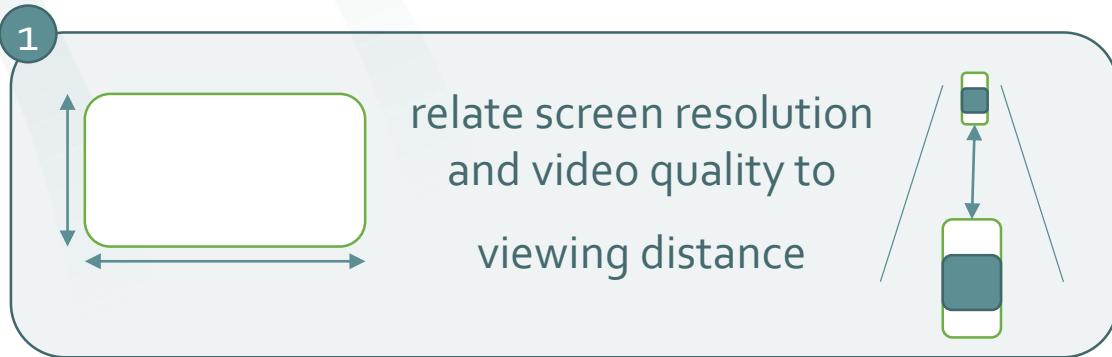 1
relate screen resolution
and video quality to
viewing distance